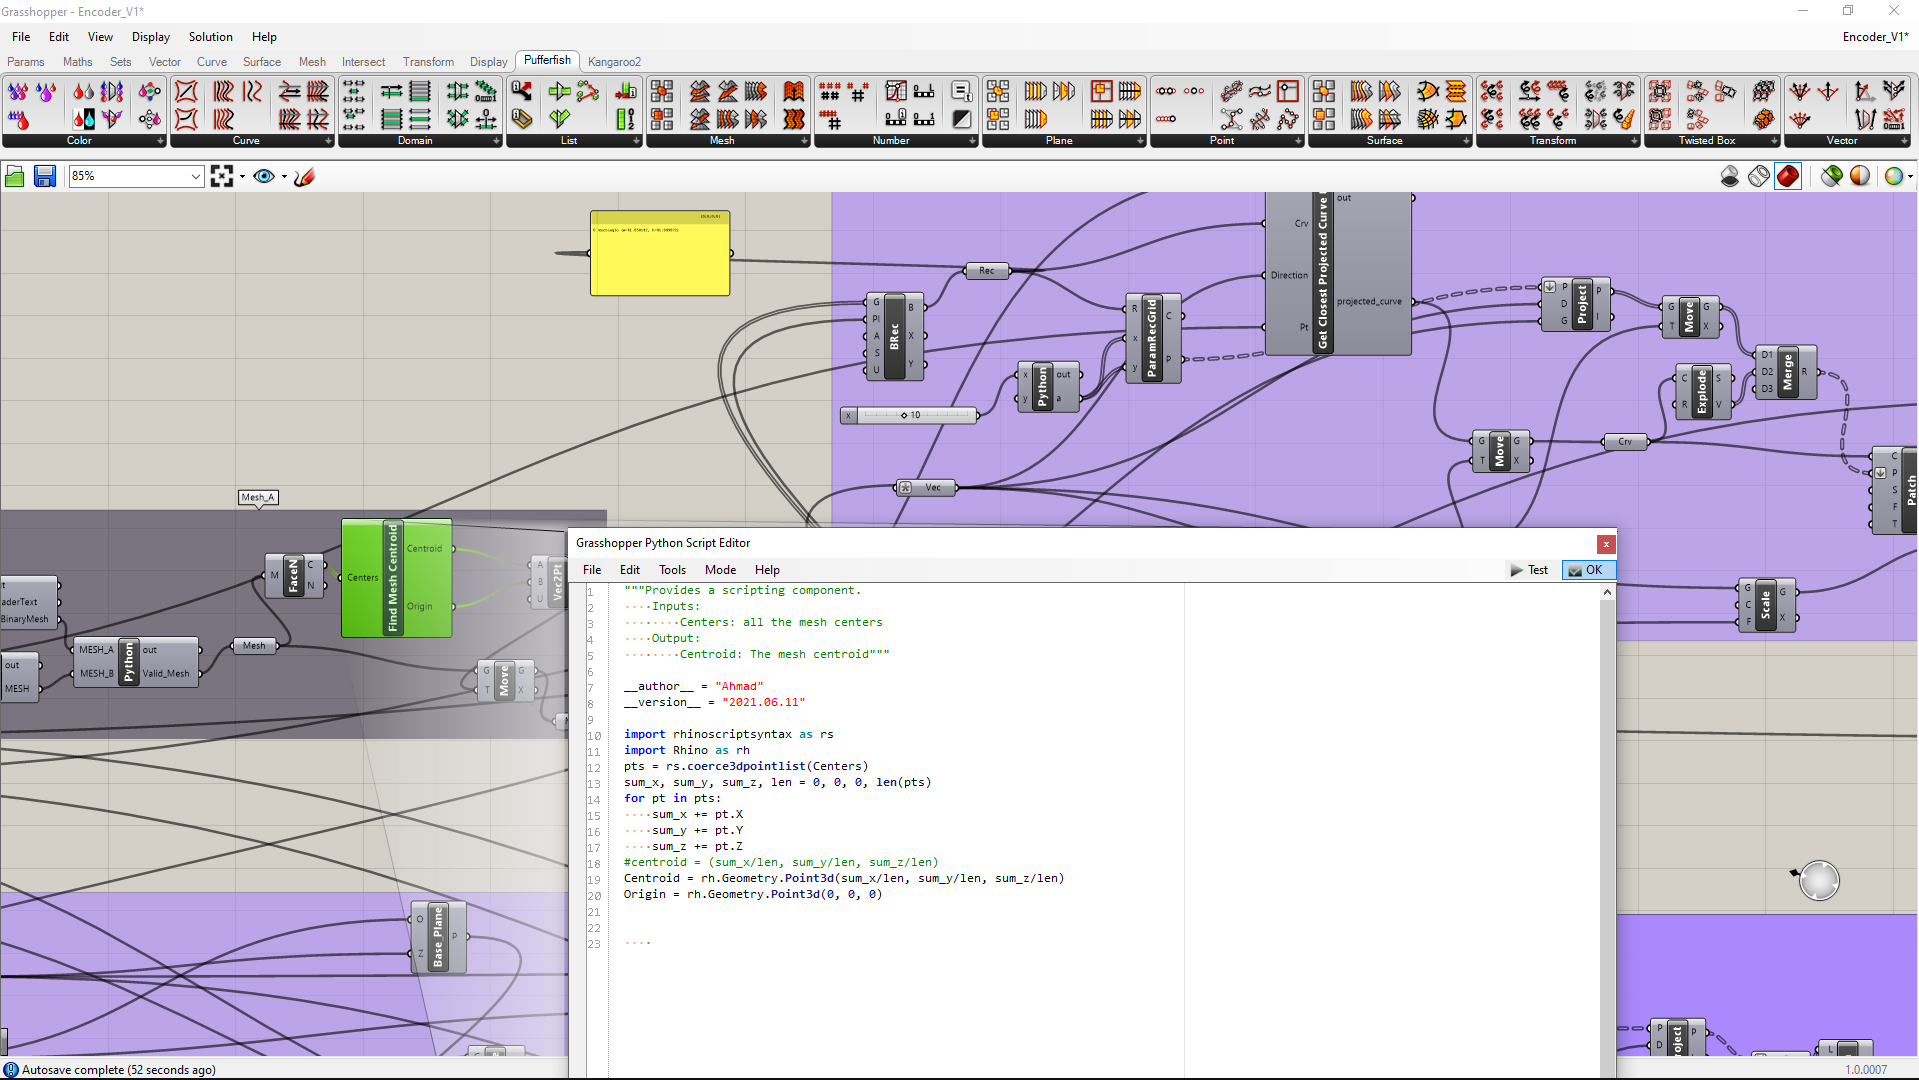 Grasshopper - Encoder_V1*
File Edit View Display Solution Help
Encoder_V1*
Params Maths Sets Vector Curve Surface Mesh Intersect Transform Display Pufferfish Kangaroo2
Color Curve Domain List Mesh Number Plane Point Surface Transform Twisted Box Vector
85%
{0;0;0;0}
out
Crv
Direction
projected_curve
Pt
Get Closest Projected Curve
Rec
G B
Pl
A X
S
U Y
BRec
R
x C
y P
ParamRecGrid
x out
y a
Python
x 10
Vec
P P
D
G I
Project
G G
T X
Move
D1
D2 R
D3
Merge
C S
R V
Explode
G G
T X
Move
Crv
C
P
S
F
T
Patch
Mesh_A
M C
N
FaceN
Centers Centroid
Origin
Find Mesh Centroid
A
B
U
Vec2Pt
t
aderText
BinaryMesh
MESH_A out
MESH_B Valid_Mesh
Python
out
MESH
Mesh
G G
T X
Move
G G
C
F X
Scale
O P
Z
Base_Plane
P P
D
oject
L
Grasshopper Python Script Editor
x
File Edit Tools Mode Help
Test OK
1 """Provides a scripting component.
2 ····Inputs:
3 ········Centers: all the mesh centers
4 ····Output:
5 ········Centroid: The mesh centroid"""
6
7 __author__ = "Ahmad"
8 __version__ = "2021.06.11"
9
10 import rhinoscriptsyntax as rs
11 import Rhino as rh
12 pts = rs.coerce3dpointlist(Centers)
13 sum_x, sum_y, sum_z, len = 0, 0, 0, len(pts)
14 for pt in pts:
15 ····sum_x += pt.X
16 ····sum_y += pt.Y
17 ····sum_z += pt.Z
18 #centroid = (sum_x/len, sum_y/len, sum_z/len)
19 Centroid = rh.Geometry.Point3d(sum_x/len, sum_y/len, sum_z/len)
20 Origin = rh.Geometry.Point3d(0, 0, 0)
21
22
23 ····
Autosave complete (52 seconds ago)
1.0.0007